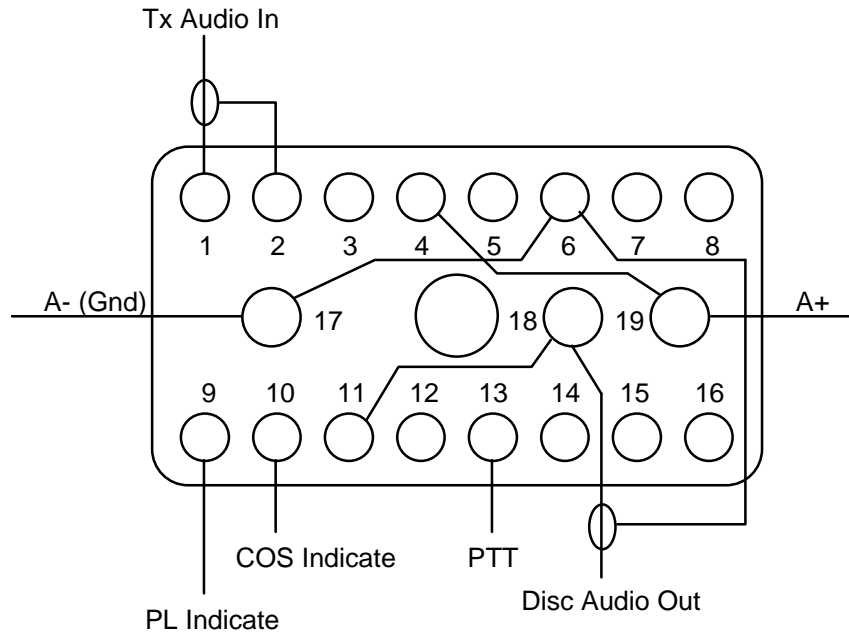 Tx Audio In
1 2 3 4 5 6 7 8
A- (Gnd) 17 18 19 A+
9 10 11 12 13 14 15 16
COS Indicate PTT
Disc Audio Out
PL Indicate